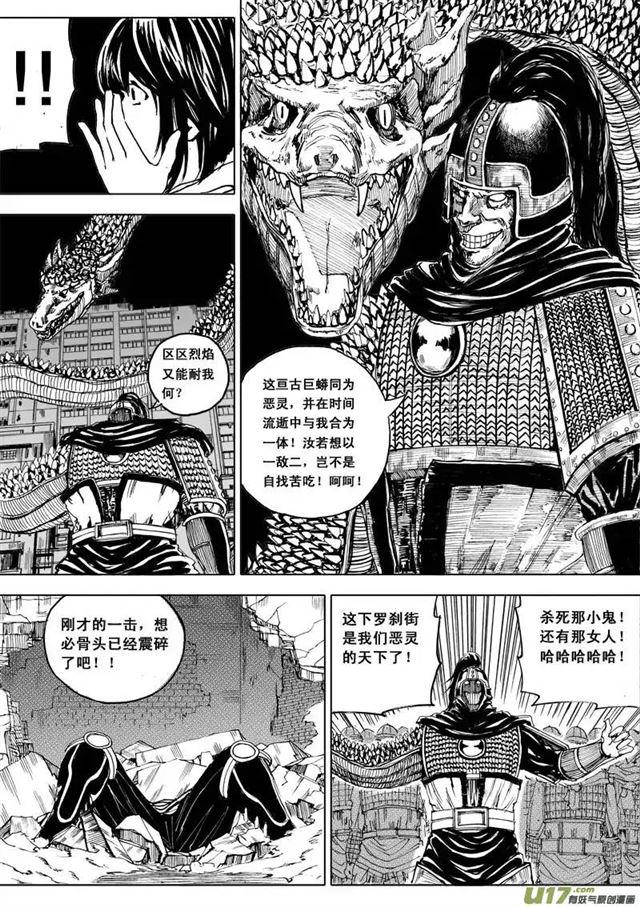 !!
这亘古巨蟒同为
恶灵，并在时间
流逝中与我合为
一体！汝若想以
一敌二，岂不是
自找苦吃！呵呵！
区区烈焰
又能耐我
何？
刚才的一击，想
必骨头已经震碎
了吧！！
这下罗刹街
是我们恶灵
的天下了！
杀死那小鬼！
还有那女人！
哈哈哈哈哈！
U17.com
有妖气原创漫画